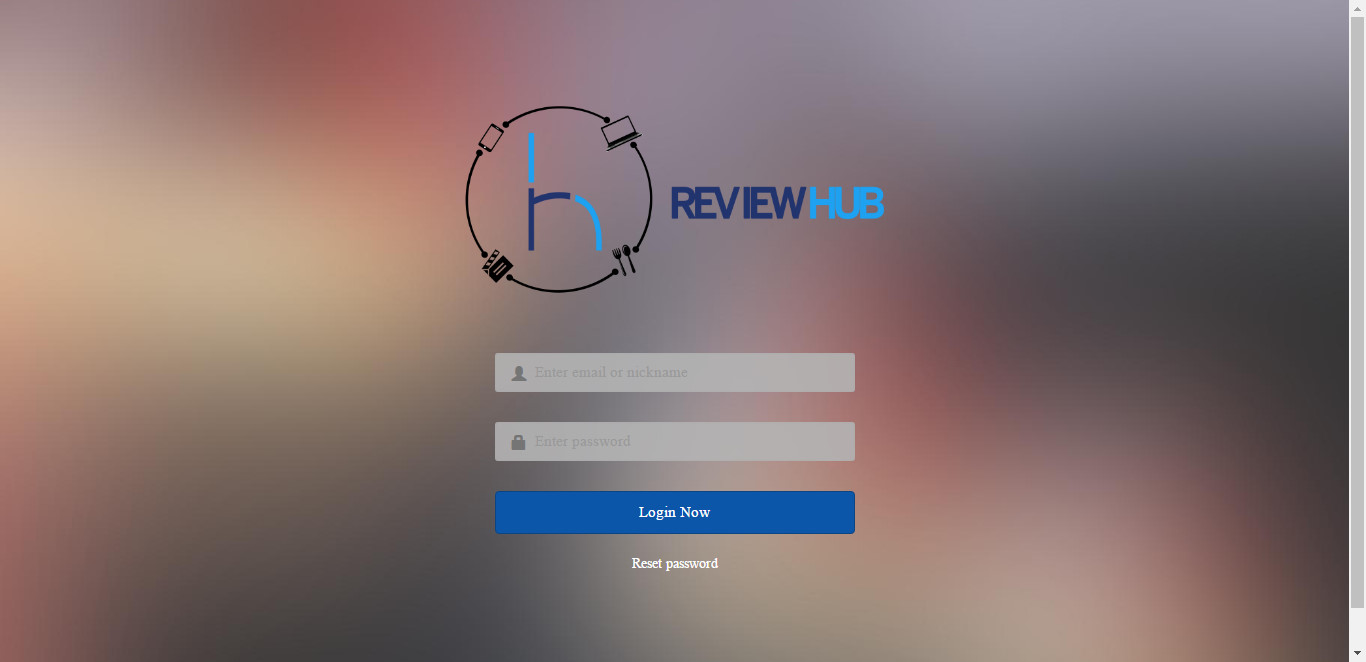 REVIEWHUB
Enter email or nickname
Enter password
Login Now
Reset password